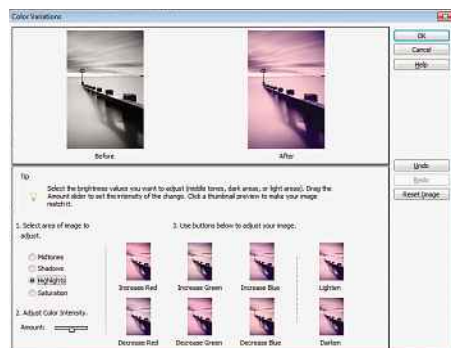 Color Variations
OK
Cancel
Help
Before
After
Undo
Redo
Reset Image
Tip
Select the brightness values you want to adjust (middle tones, dark areas, or light areas). Drag the
Amount slider to set the intensity of the change. Click a thumbnail preview to make your image
match it.
1. Select area of image to
adjust.
3. Use buttons below to adjust your image.
Midtones
Shadows
Highlights
Saturation
Increase Red
Increase Green
Increase Blue
Lighten
2. Adjust Color Intensity.
Amount:
Decrease Red
Decrease Green
Decrease Blue
Darken